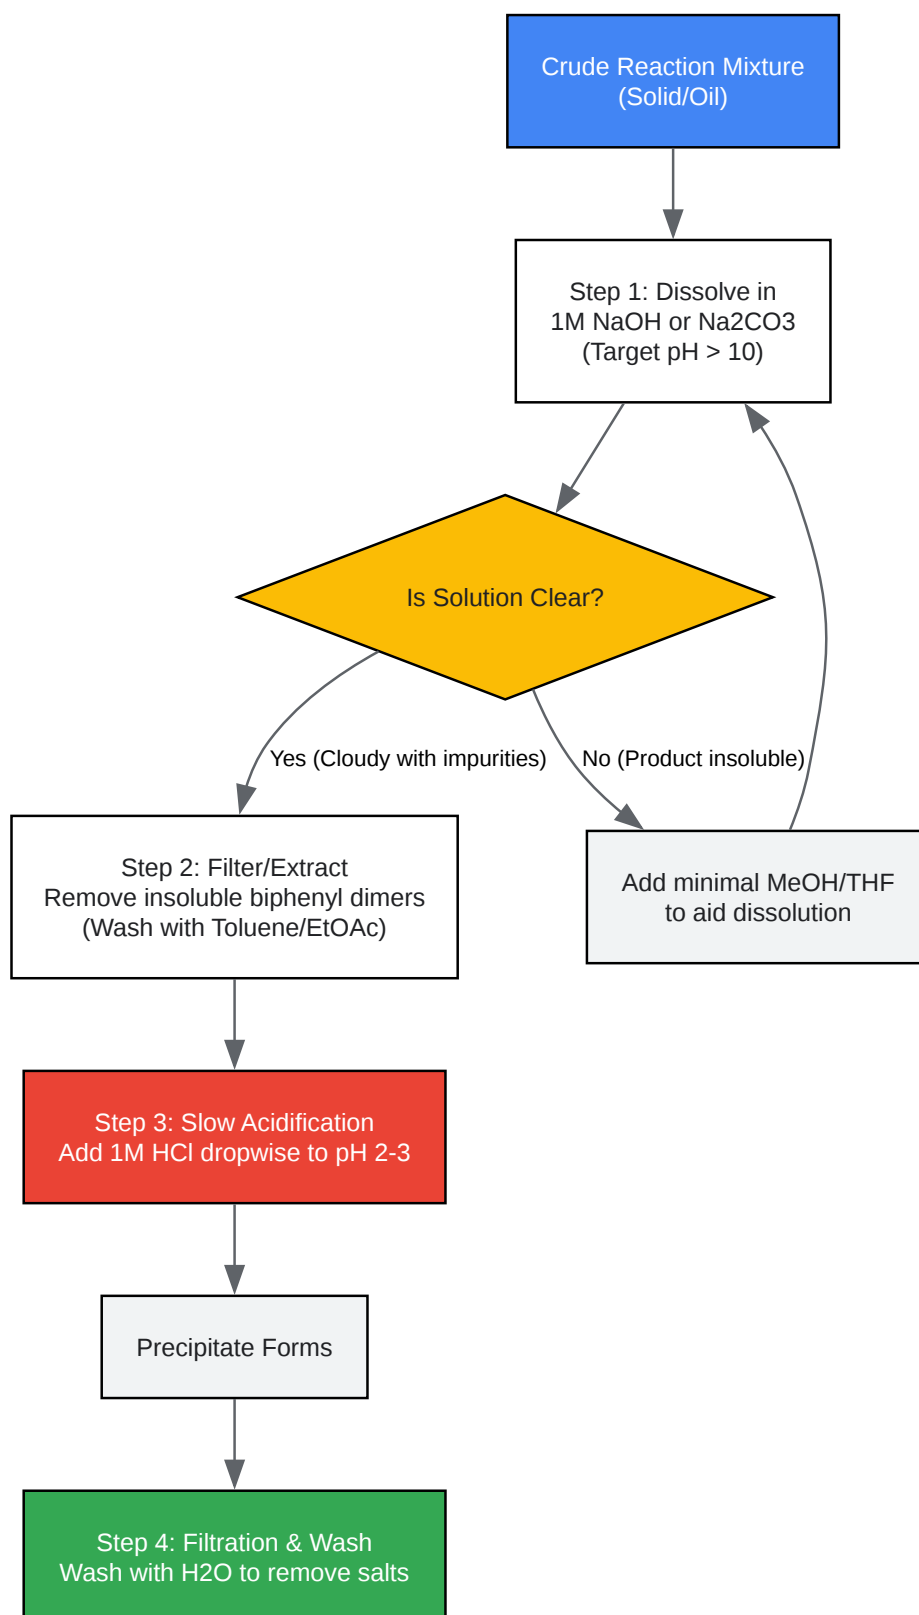 Crude Reaction Mixture
(Solid/Oil)
Step 1: Dissolve in
1M NaOH or Na2CO3
(Target pH > 10)
Is Solution Clear?
Yes (Cloudy with impurities)
No (Product insoluble)
Step 2: Filter/Extract
Remove insoluble biphenyl dimers
(Wash with Toluene/EtOAc)
Add minimal MeOH/THF
to aid dissolution
Step 3: Slow Acidification
Add 1M HCl dropwise to pH 2-3
Precipitate Forms
Step 4: Filtration & Wash
Wash with H2O to remove salts